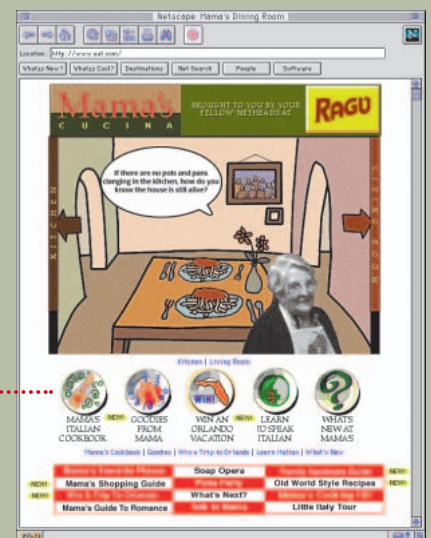 Netscape: Mama's Dining Room
Location: http://www.eat.com/
What's New? What's Cool? Destinations Net Search People Software
Mama's
CUCINA
BROUGHT TO YOU BY YOUR
FELLOW NETHEADS AT
RAGÚ
KITCHEN
If there are no pots and pans
clanging in the kitchen, how do you
know the house is still alive?
LIVING ROOM
Kitchen | Living Room
WIN!
MAMA'S
ITALIAN
COOKBOOK
NEW!
GOODIES
FROM
MAMA
WIN AN
ORLANDO
VACATION
NEW!
LEARN
TO SPEAK
ITALIAN
WHAT'S
NEW AT
MAMA'S
Mama's Cookbook | Goodies | Win a Trip to Orlando | Learn Italian | What's New
Soap Opera
NEW!
NEW! Mama's Shopping Guide Old World Style Recipes NEW!
NEW! What's Next?
Mama's Guide To Romance Little Italy Tour